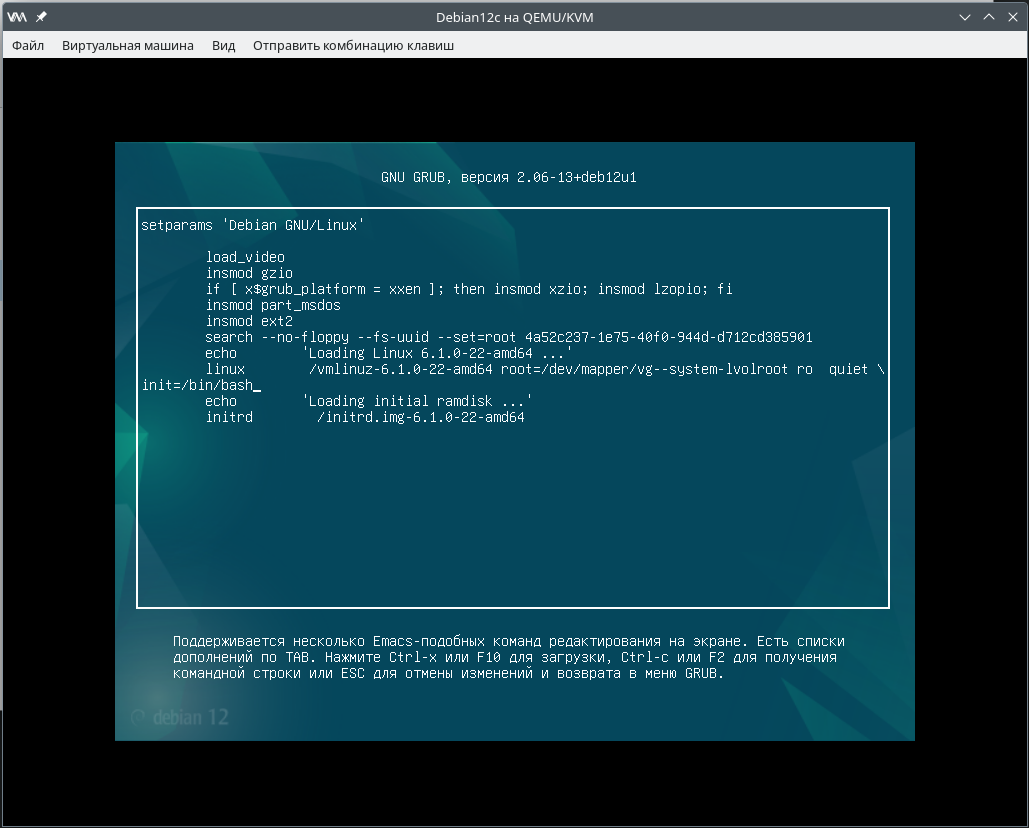 Debian12c на QEMU/KVM
Файл Виртуальная машина Вид Отправить комбинацию клавиш
GNU GRUB, версия 2.06-13+deb12u1
setparams 'Debian GNU/Linux'
load_video
insmod gzio
if [ x$grub_platform = xxen ]; then insmod xzio; insmod lzopio; fi
insmod part_msdos
insmod ext2
search --no-floppy --fs-uuid --set=root 4a52c237-1e75-40f0-944d-d712cd385901
echo 'Loading Linux 6.1.0-22-amd64 ...'
linux /vmlinuz-6.1.0-22-amd64 root=/dev/mapper/vg--system-lvolroot ro quiet \
init=/bin/bash_
echo 'Loading initial ramdisk ...'
initrd /initrd.img-6.1.0-22-amd64
Поддерживается несколько Emacs-подобных команд редактирования на экране. Есть списки
дополнений по TAB. Нажмите Ctrl-x или F10 для загрузки, Ctrl-c или F2 для получения
командной строки или ESC для отмены изменений и возврата в меню GRUB.
debian 12